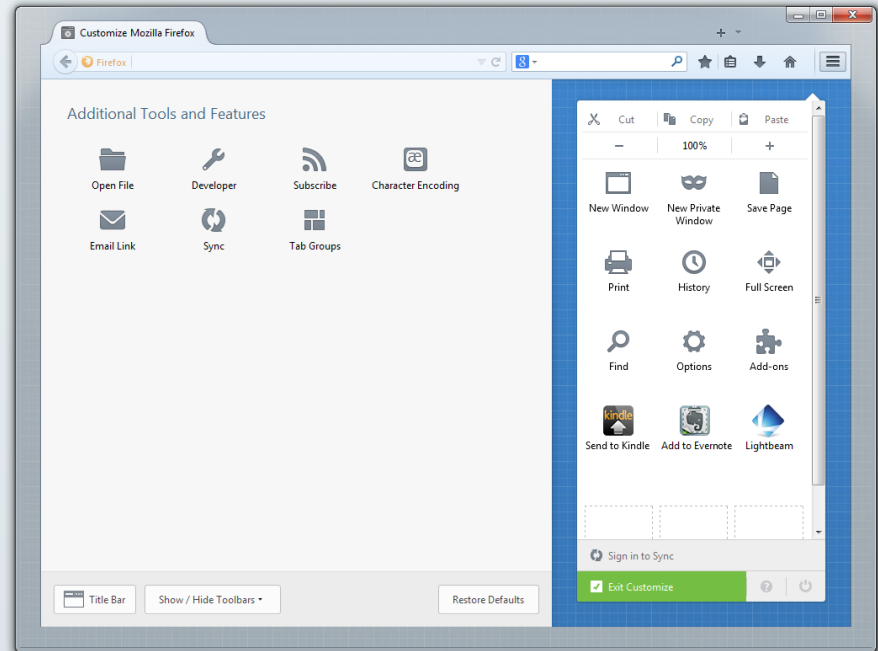 Customize Mozilla Firefox
Firefox
8
Additional Tools and Features
Open File
Developer
Subscribe
æ
Character Encoding
Email Link
Sync
Tab Groups
Cut
Copy
Paste
100%
New Window
New Private
Window
Save Page
Print
History
Full Screen
Find
Options
Add-ons
kindle
Send to Kindle
Add to Evernote
Lightbeam
Sign in to Sync
Exit Customize
?
Title Bar
Show / Hide Toolbars
Restore Defaults